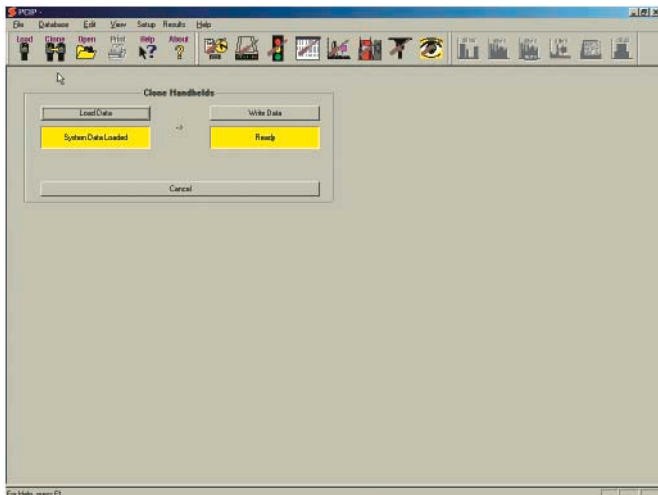 PCIP -
File Database Edit View Setup Results Help
Load Clone Open Print Help About
Clone Handhelds
Load Data -> Write Data
System Data Loaded Ready
Cancel
For Help, press F1